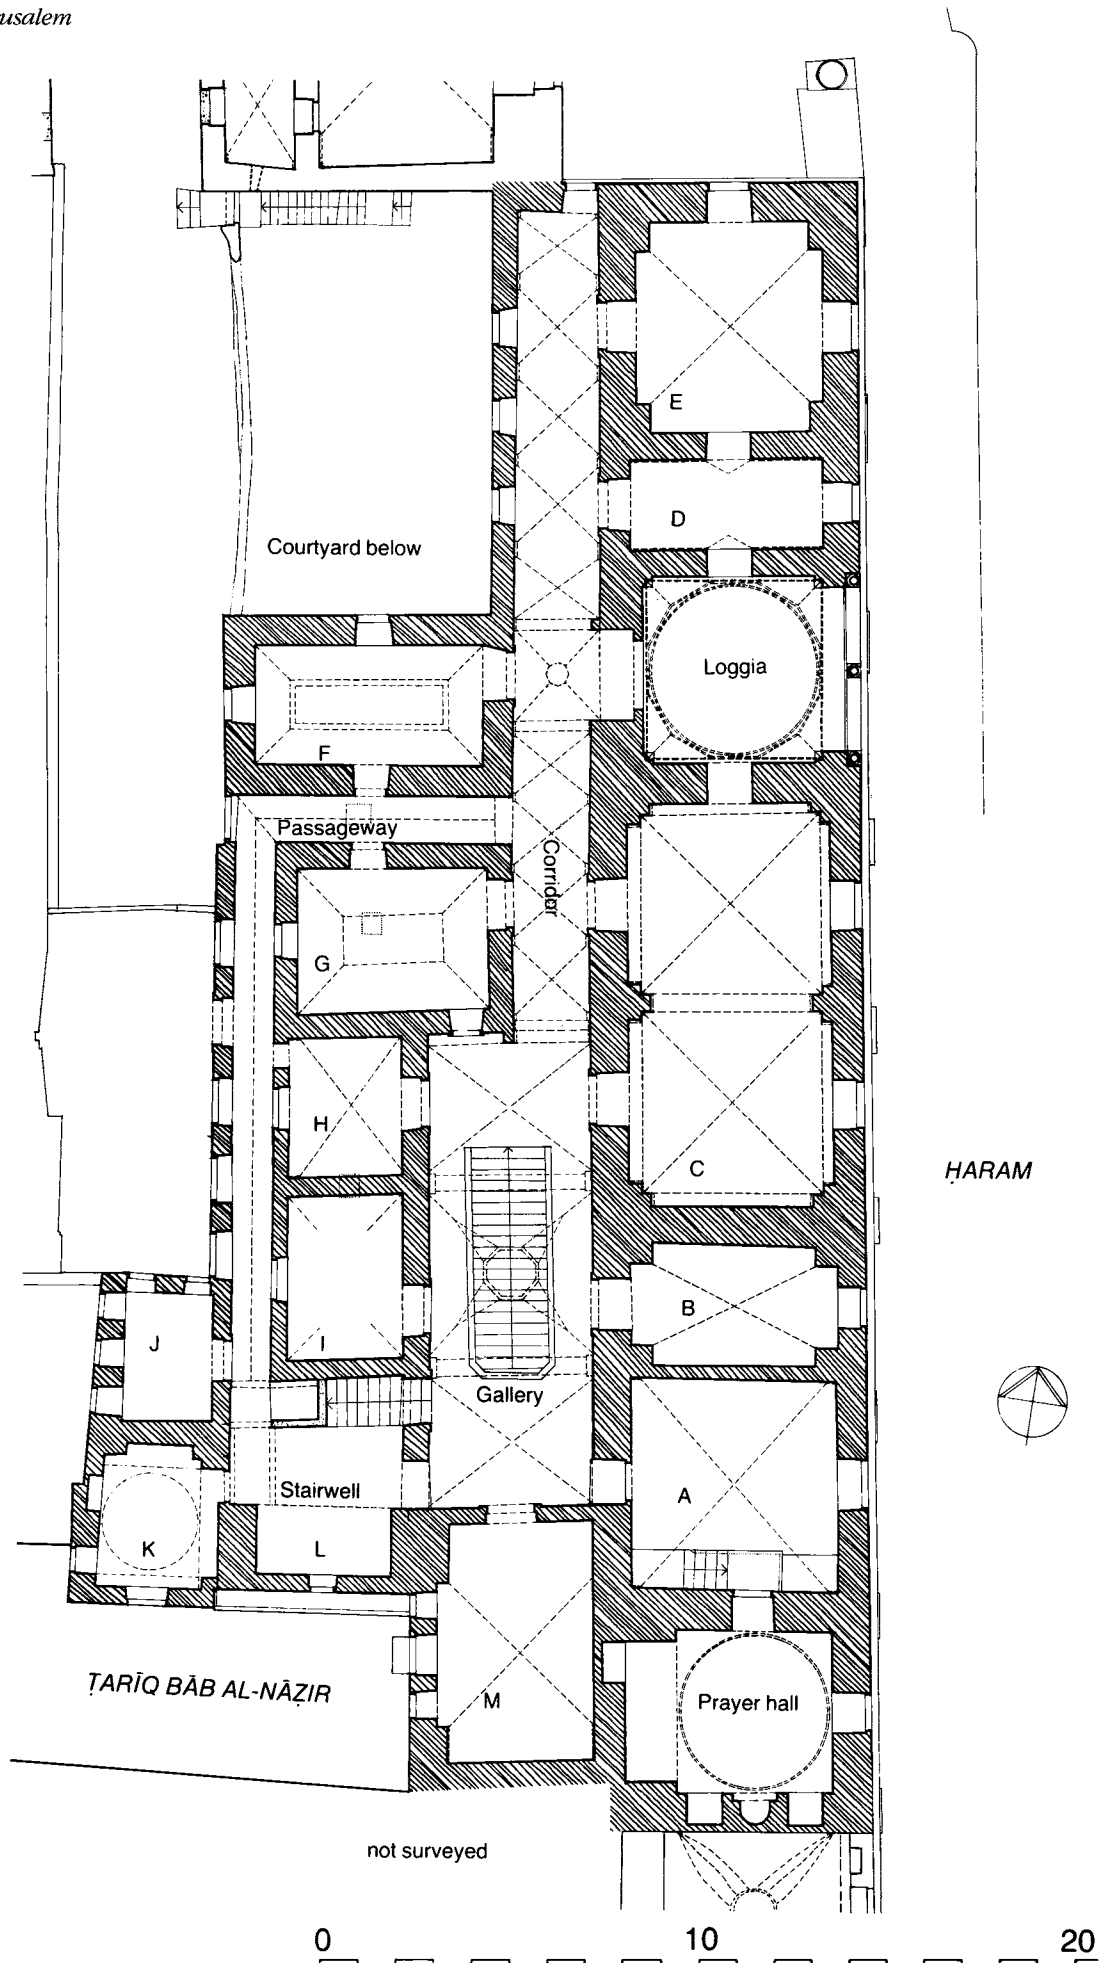 usalem
E
D
Courtyard below
Loggia
F
Passageway
Corridor
G
H
C
ḤARAM
B
J
I
Gallery
A
Stairwell
K
L
ṬARĪQ BĀB AL-NĀẒIR
M
Prayer hall
not surveyed
0 10 20